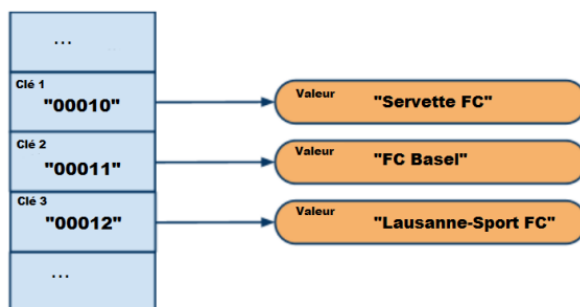 ...
Clé 1
"00010"
Valeur
"Servette FC"
Clé 2
"00011"
Valeur
"FC Basel"
Clé 3
"00012"
Valeur
"Lausanne-Sport FC"
...